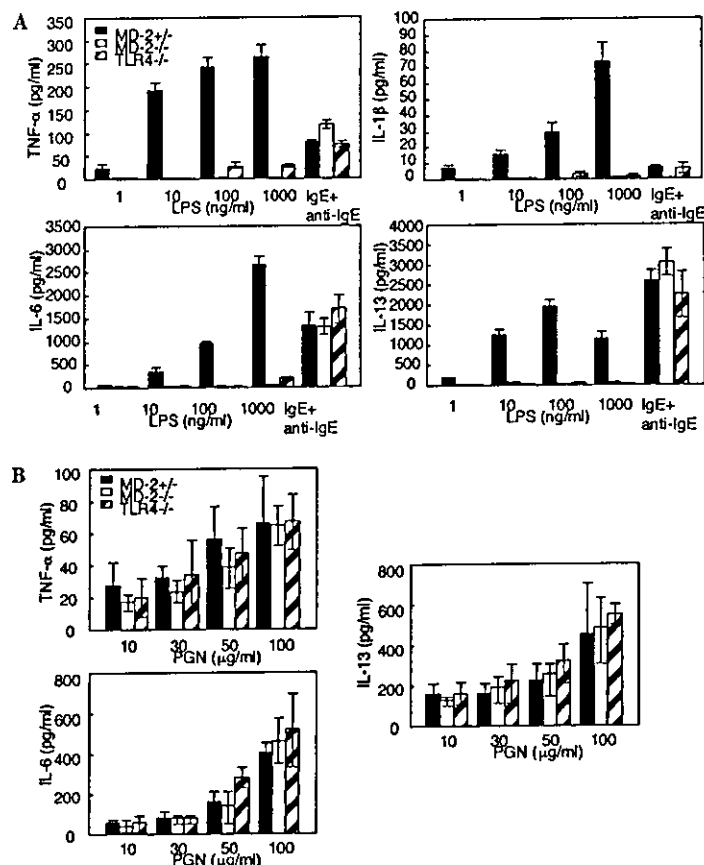 A
MD-2+/-
MD-2-/-
TLR4-/-
TNF-α (pg/ml)
350
300
250
200
150
100
50
0
1
10
100
1000
IgE+
anti-IgE
LPS (ng/ml)
IL-1β (pg/ml)
100
90
80
70
60
50
40
30
20
10
0
1
10
100
1000
IgE+
anti-IgE
LPS (ng/ml)
IL-6 (pg/ml)
3500
3000
2500
2000
1500
1000
500
0
1
10
100
1000
IgE+
anti-IgE
LPS (ng/ml)
IL-13 (pg/ml)
4000
3500
3000
2500
2000
1500
1000
500
0
1
10
100
1000
IgE+
anti-IgE
LPS (ng/ml)
B
MD-2+/-
MD-2-/-
TLR4-/-
TNF-α (pg/ml)
100
80
60
40
20
0
10
30
50
100
PGN (μg/ml)
IL-6 (pg/ml)
800
600
400
200
0
10
30
50
100
PGN (μg/ml)
IL-13 (pg/ml)
800
600
400
200
0
10
30
50
100
PGN (μg/ml)